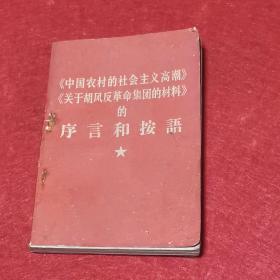 《中国农村的社会主义高潮》
《关于胡风反革命集团的材料》
的
序言和按語